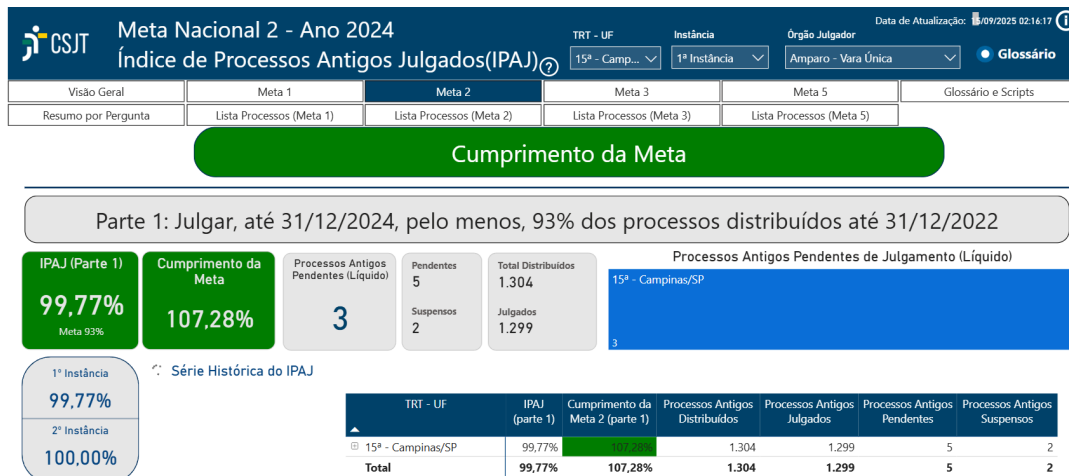 CSJT
Meta Nacional 2 - Ano 2024
Índice de Processos Antigos Julgados(IPAJ)?
TRT - UF
15ª - Camp...
Instância
1ª Instância
Órgão Julgador
Amparo - Vara Única
Data de Atualização: 15/09/2025 02:16:17
Glossário
Visão Geral
Meta 1
Meta 2
Meta 3
Meta 5
Glossário e Scripts
Resumo por Pergunta
Lista Processos (Meta 1)
Lista Processos (Meta 2)
Lista Processos (Meta 3)
Lista Processos (Meta 5)
Cumprimento da Meta
Parte 1: Julgar, até 31/12/2024, pelo menos, 93% dos processos distribuídos até 31/12/2022
IPAJ (Parte 1)
99,77%
Meta 93%
Cumprimento da
Meta
107,28%
Processos Antigos
Pendentes (Líquido)
3
Pendentes
5
Suspensos
2
Total Distribuídos
1.304
Julgados
1.299
Processos Antigos Pendentes de Julgamento (Líquido)
15ª - Campinas/SP
3
1ª Instância
99,77%
2ª Instância
100,00%
Série Histórica do IPAJ
TRT - UF
IPAJ
(parte 1)
Cumprimento da
Meta 2 (parte 1)
Processos Antigos
Distribuídos
Processos Antigos
Julgados
Processos Antigos
Pendentes
Processos Antigos
Suspensos
15ª - Campinas/SP 99,77% 107,28% 1.304 1.299 5 2
Total 99,77% 107,28% 1.304 1.299 5 2